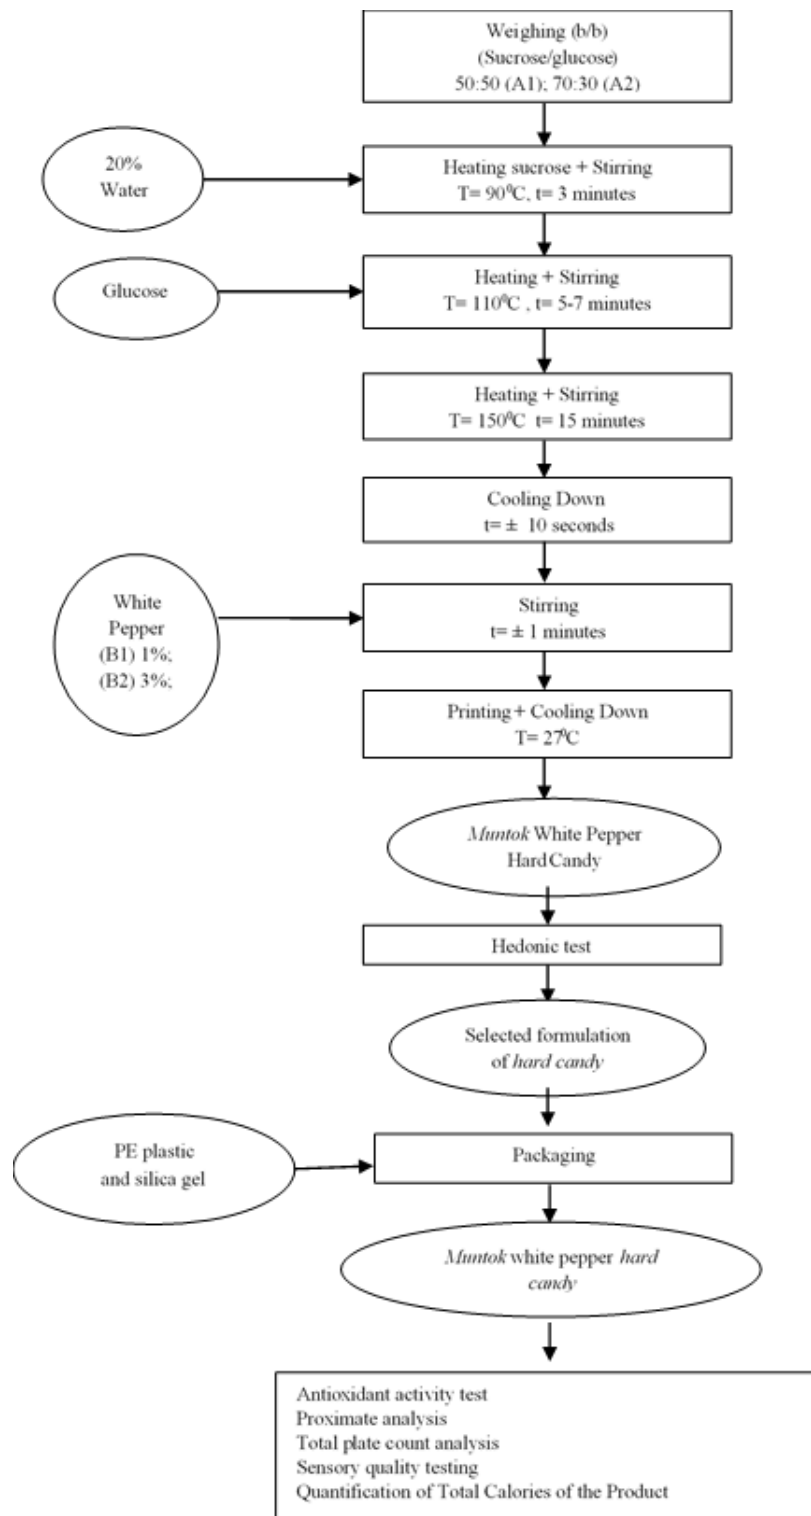 Weighing (b/b)
(Sucrose/glucose)
50:50 (A1); 70:30 (A2)
20%
Water
Heating sucrose + Stirring
T= 90⁰C, t= 3 minutes
Glucose
Heating + Stirring
T= 110⁰C , t= 5-7 minutes
Heating + Stirring
T= 150⁰C t= 15 minutes
Cooling Down
t= ± 10 seconds
White
Pepper
(B1) 1%;
(B2) 3%;
Stirring
t= ± 1 minutes
Printing + Cooling Down
T= 27⁰C
Muntok White Pepper
Hard Candy
Hedonic test
Selected formulation
of hard candy
PE plastic
and silica gel
Packaging
Muntok white pepper hard
candy
Antioxidant activity test
Proximate analysis
Total plate count analysis
Sensory quality testing
Quantification of Total Calories of the Product